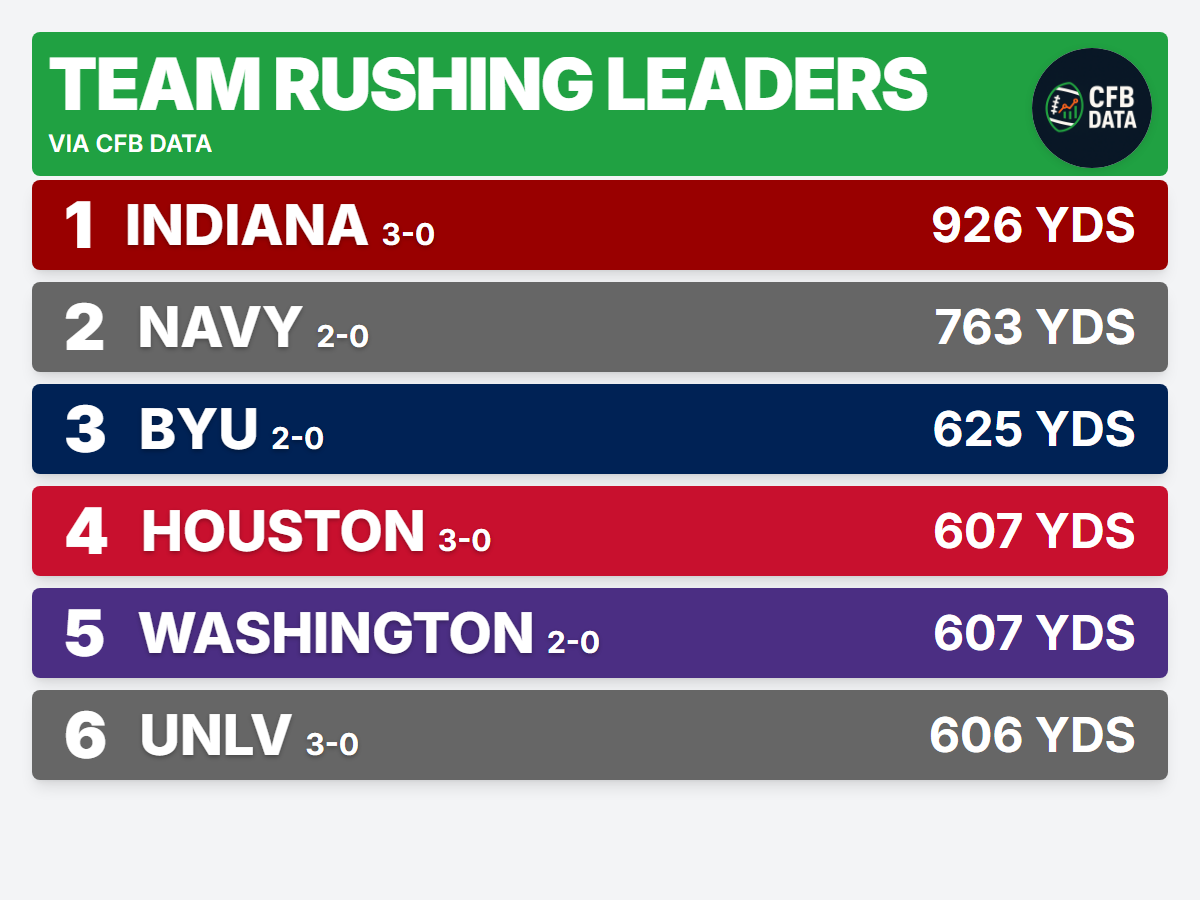 TEAM RUSHING LEADERS
VIA CFB DATA
CFB
DATA
1 INDIANA 3-0 926 YDS
2 NAVY 2-0 763 YDS
3 BYU 2-0 625 YDS
4 HOUSTON 3-0 607 YDS
5 WASHINGTON 2-0 607 YDS
6 UNLV 3-0 606 YDS